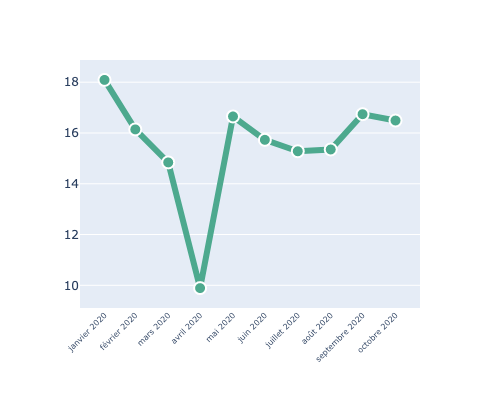 18
16
14
12
10
janvier 2020
février 2020
mars 2020
avril 2020
mai 2020
juin 2020
juillet 2020
août 2020
septembre 2020
octobre 2020